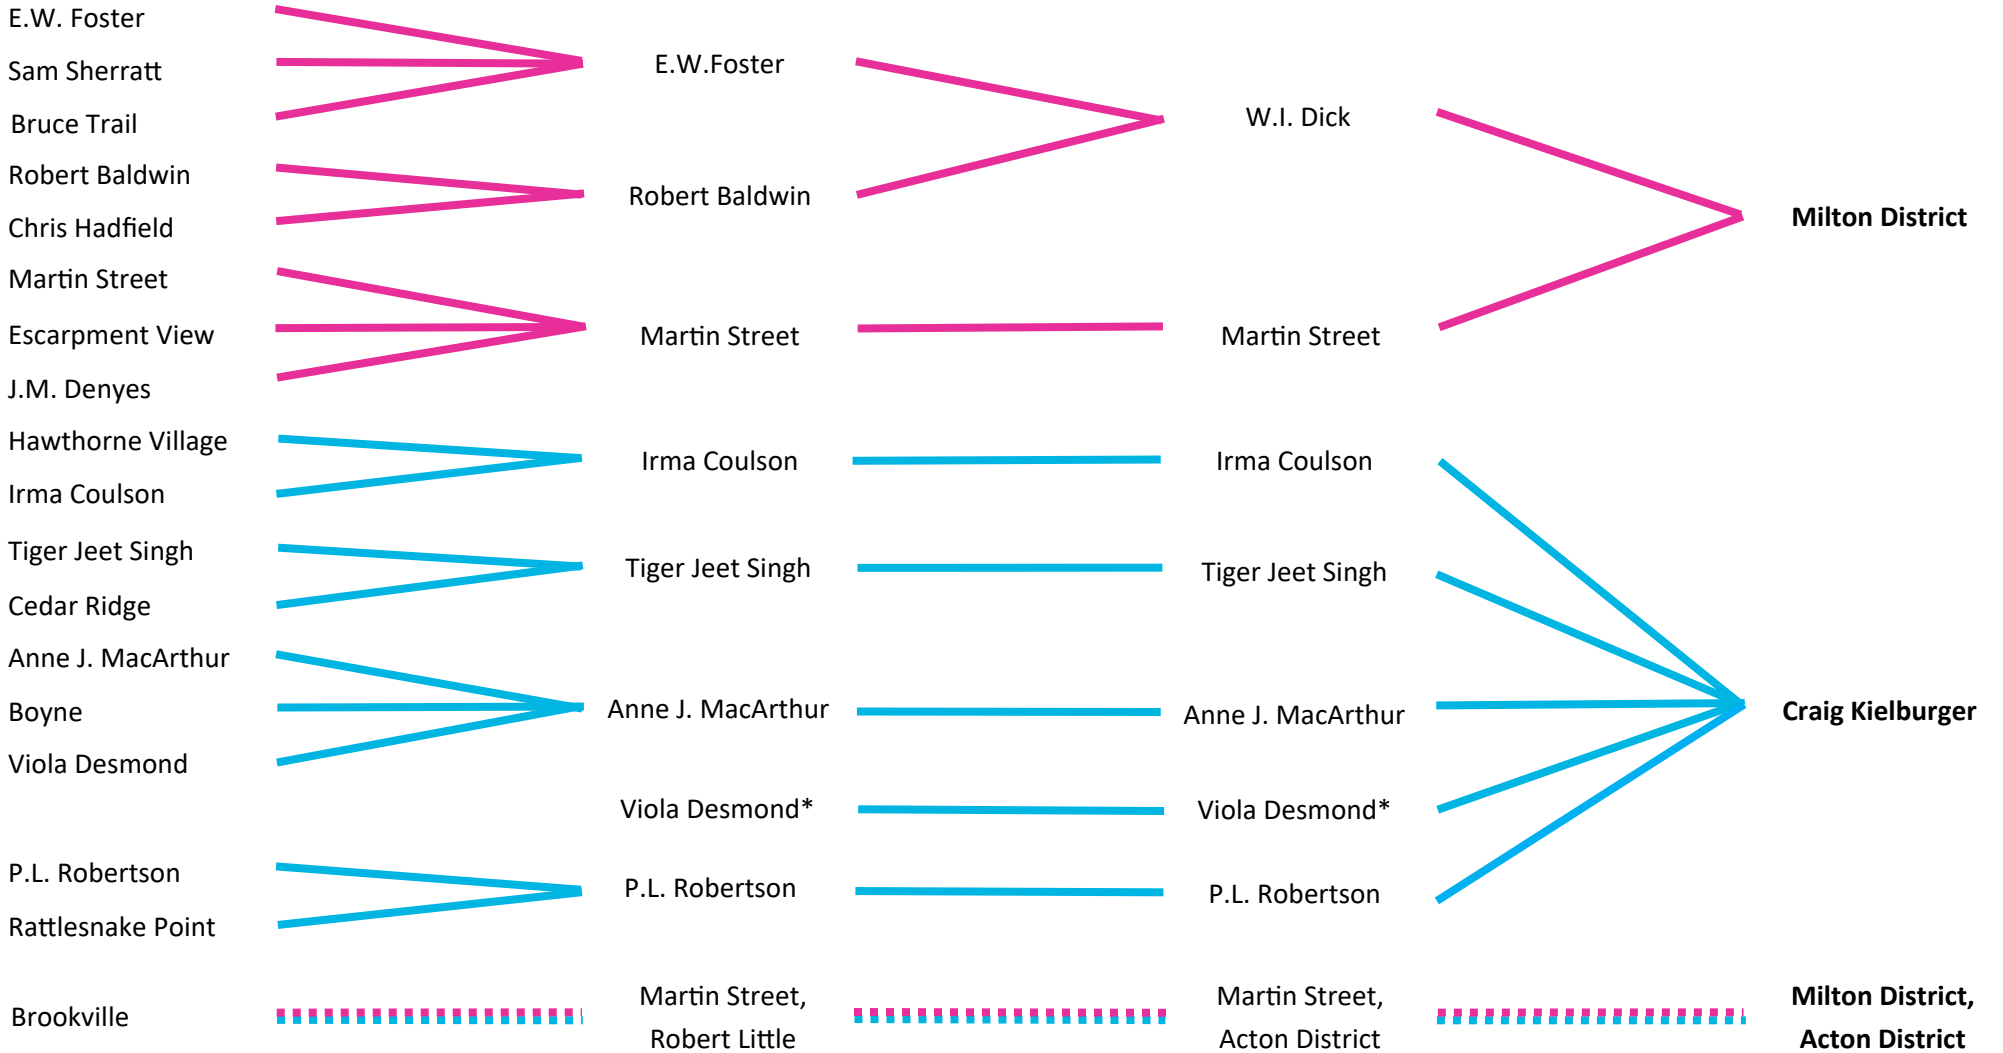 E.W. Foster
Sam Sherratt
Bruce Trail
Robert Baldwin
Chris Hadfield
Martin Street
Escarpment View
J.M. Denyes
Hawthorne Village
Irma Coulson
Tiger Jeet Singh
Cedar Ridge
Anne J. MacArthur
Boyne
Viola Desmond
P.L. Robertson
Rattlesnake Point
Brookville
E.W.Foster
Robert Baldwin
Martin Street
Irma Coulson
Tiger Jeet Singh
Anne J. MacArthur
Viola Desmond*
P.L. Robertson
Martin Street,
Robert Little
W.I. Dick
Martin Street
Irma Coulson
Tiger Jeet Singh
Anne J. MacArthur
Viola Desmond*
P.L. Robertson
Martin Street,
Acton District
Milton District
Craig Kielburger
Milton District,
Acton District